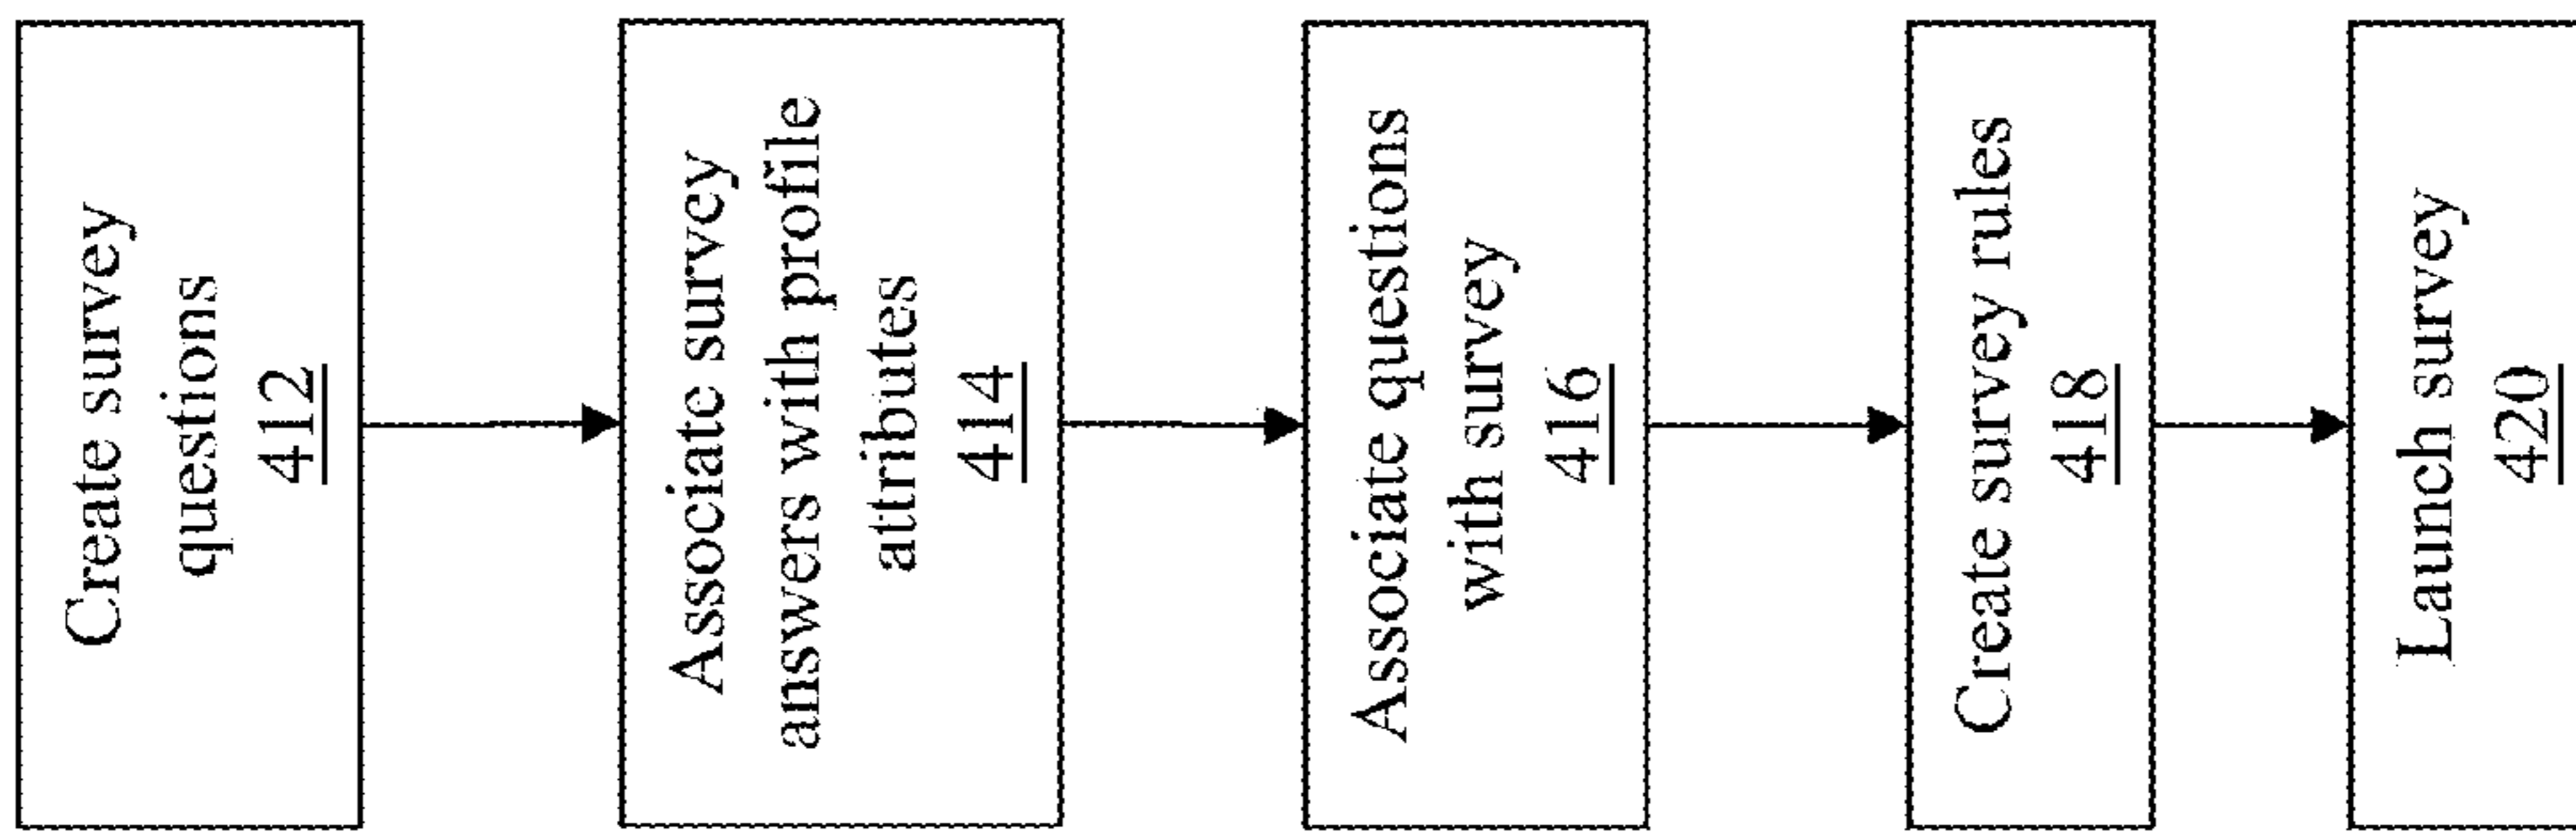 Create survey
questions
412
Associate survey
answers with profile
attributes
414
Associate questions
with survey
416
Create survey rules
418
Launch survey
420